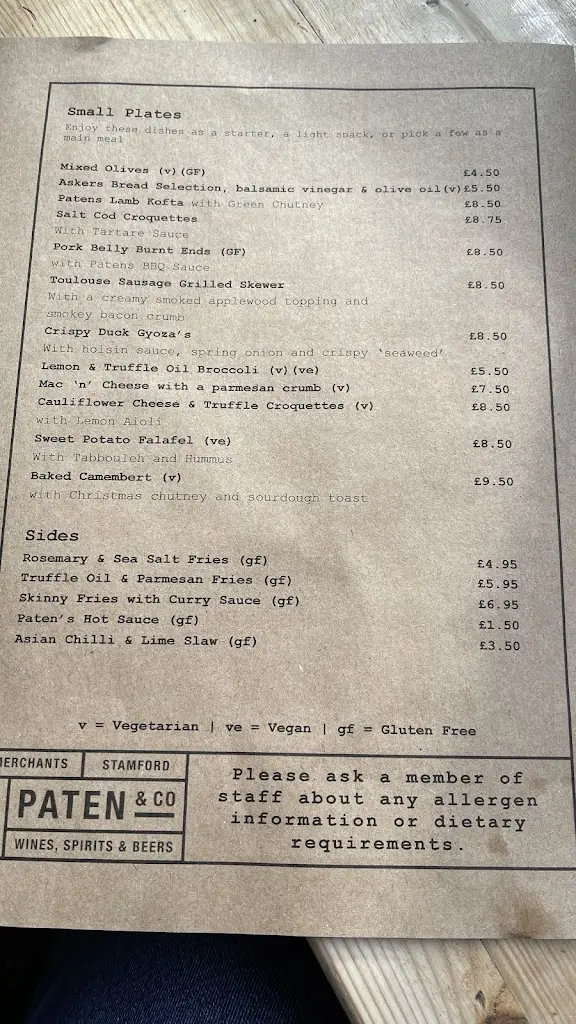 Small Plates
Enjoy these dishes as a starter, a light snack, or pick a few as a
main meal
Mixed Olives (v)(GF) £4.50
Askers Bread Selection, balsamic vinegar & olive oil(v) £5.50
Patens Lamb Kofta with Green Chutney £8.50
Salt Cod Croquettes £8.75
With Tartare Sauce
Pork Belly Burnt Ends (GF) £8.50
with Patens BBQ Sauce
Toulouse Sausage Grilled Skewer £8.50
With a creamy smoked applewood topping and
smokey bacon crumb
Crispy Duck Gyoza's £8.50
With hoisin sauce, spring onion and crispy 'seaweed'
Lemon & Truffle Oil Broccoli (v)(ve) £5.50
Mac 'n' Cheese with a parmesan crumb (v) £7.50
Cauliflower Cheese & Truffle Croquettes (v) £8.50
with Lemon Aioli
Sweet Potato Falafel (ve) £8.50
With Tabbouleh and Hummus
Baked Camembert (v) £9.50
with Christmas chutney and sourdough toast
Sides
Rosemary & Sea Salt Fries (gf) £4.95
Truffle Oil & Parmesan Fries (gf) £5.95
Skinny Fries with Curry Sauce (gf) £6.95
Paten's Hot Sauce (gf) £1.50
Asian Chilli & Lime Slaw (gf) £3.50
v = Vegetarian | ve = Vegan | gf = Gluten Free
MERCHANTS STAMFORD
PATEN & CO
WINES, SPIRITS & BEERS
Please ask a member of
staff about any allergen
information or dietary
requirements.